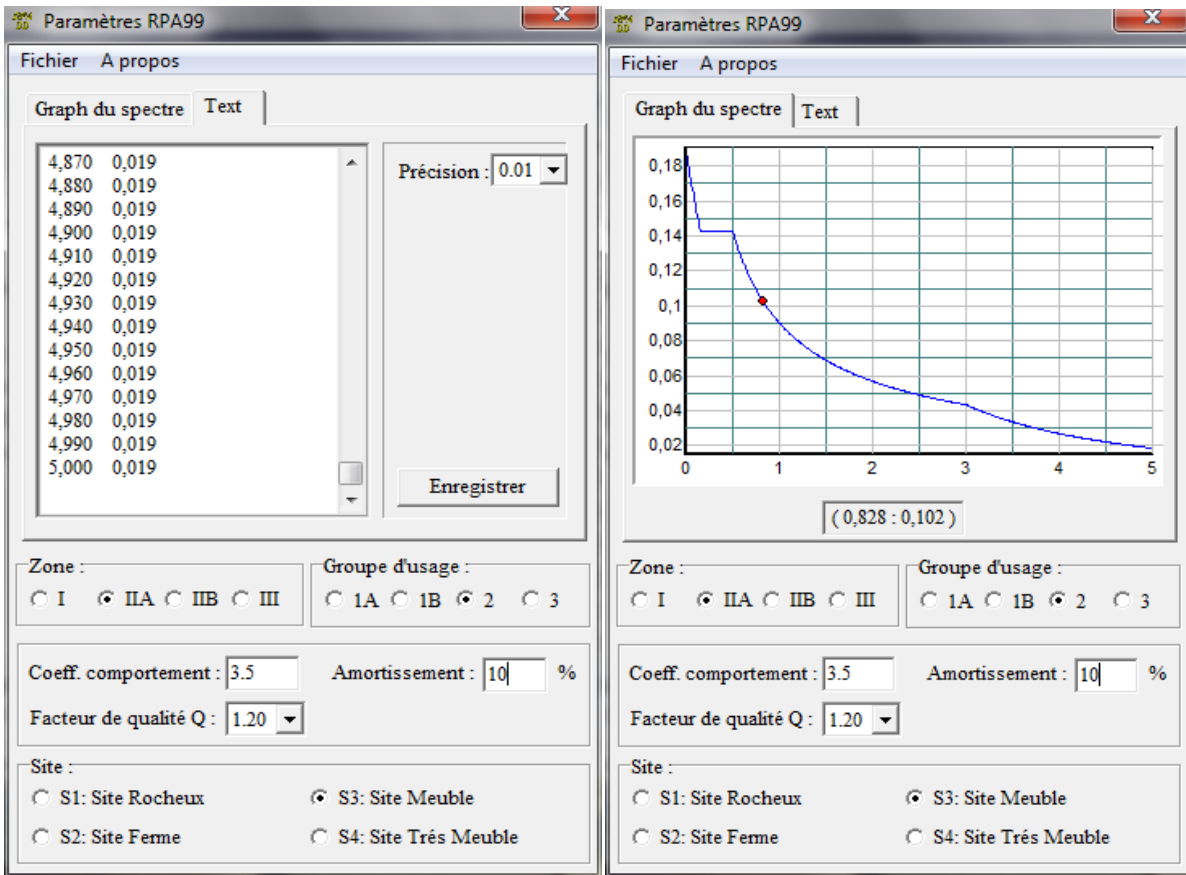 Paramètres RPA99
Fichier A propos
Graph du spectre Text
4,870 0,019
4,880 0,019
4,890 0,019
4,900 0,019
4,910 0,019
4,920 0,019
4,930 0,019
4,940 0,019
4,950 0,019
4,960 0,019
4,970 0,019
4,980 0,019
4,990 0,019
5,000 0,019
Précision : 0.01
Enregistrer
Zone :
I IIA IIB III
Groupe d'usage :
1A 1B 2 3
Coeff. comportement : 3.5 Amortissement : 10 %
Facteur de qualité Q : 1.20
Site :
S1: Site Rocheux S3: Site Meuble
S2: Site Ferme S4: Site Trés Meuble
Paramètres RPA99
Fichier A propos
Graph du spectre Text
0,18
0,16
0,14
0,12
0,1
0,08
0,06
0,04
0,02
0 1 2 3 4 5
( 0,828 : 0,102 )
Zone :
I IIA IIB III
Groupe d'usage :
1A 1B 2 3
Coeff. comportement : 3.5 Amortissement : 10 %
Facteur de qualité Q : 1.20
Site :
S1: Site Rocheux S3: Site Meuble
S2: Site Ferme S4: Site Trés Meuble